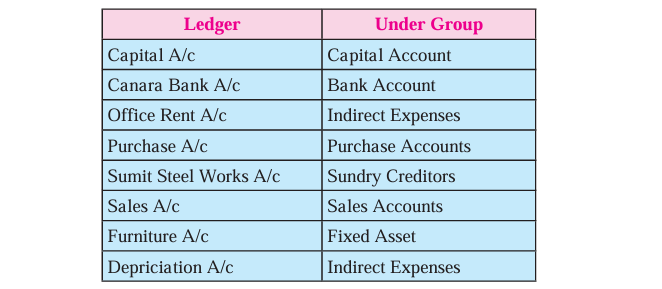 Ledger Under Group
Capital A/c Capital Account
Canara Bank A/c Bank Account
Office Rent A/c Indirect Expenses
Purchase A/c Purchase Accounts
Sumit Steel Works A/c Sundry Creditors
Sales A/c Sales Accounts
Furniture A/c Fixed Asset
Depriciation A/c Indirect Expenses